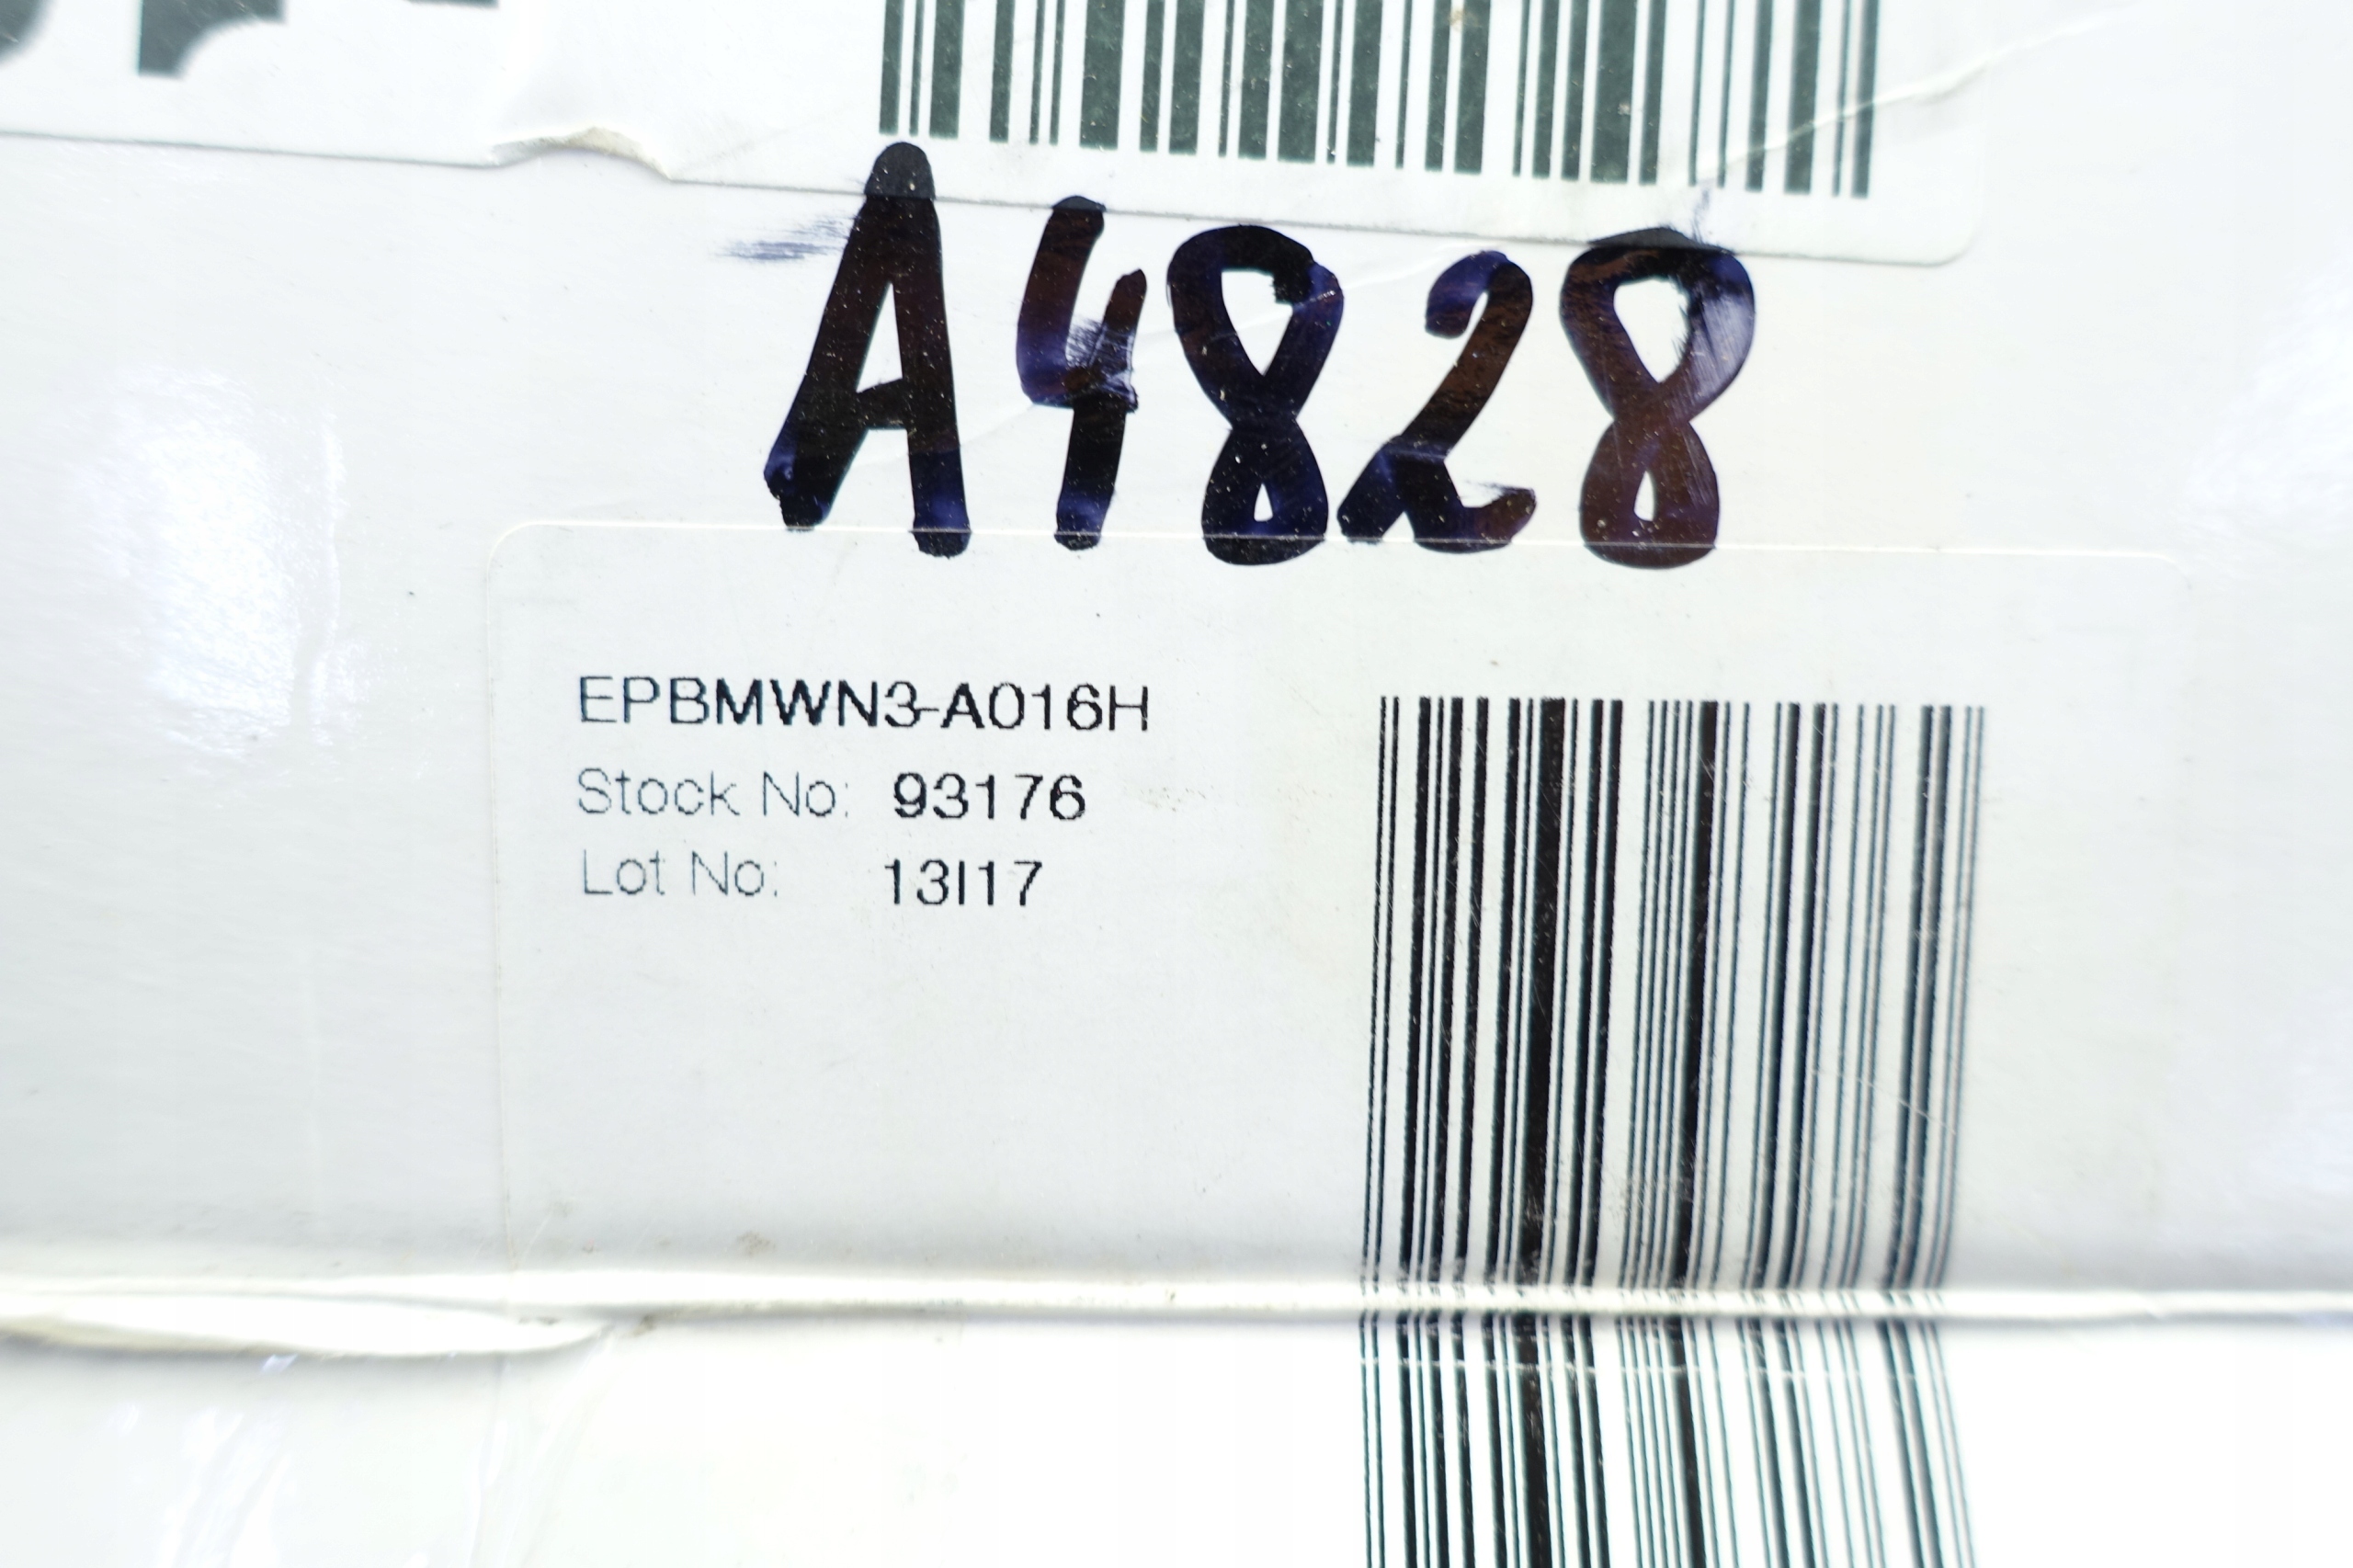 A4828
EPBMWN3-A016H
Stock No: 93176
Lot No: 13I17